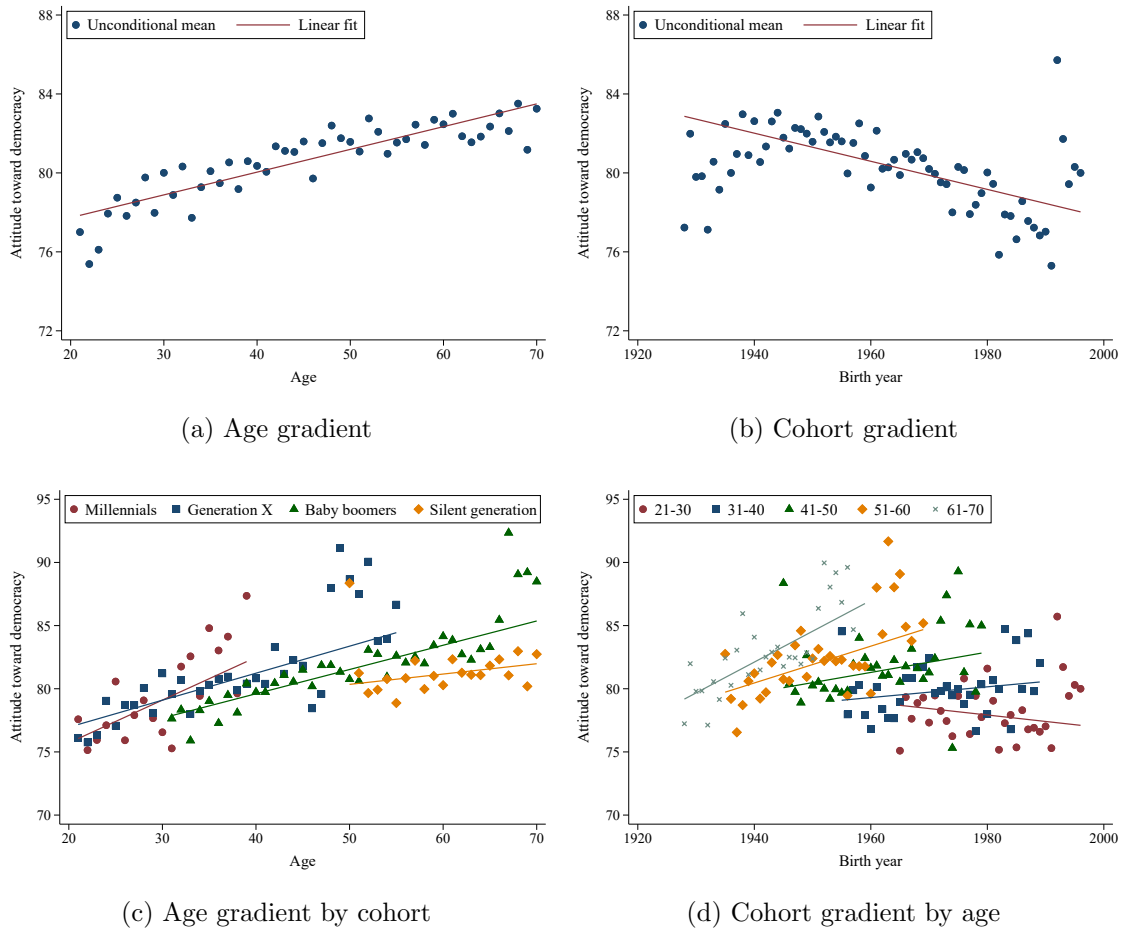 Unconditional mean Linear fit
88
84
80
76
72
Attitude toward democracy
20 30 40 50 60 70
Age
(a) Age gradient
Unconditional mean Linear fit
88
84
80
76
72
Attitude toward democracy
1920 1940 1960 1980 2000
Birth year
(b) Cohort gradient
Millennials Generation X Baby boomers Silent generation
95
90
85
80
75
70
Attitude toward democracy
20 30 40 50 60 70
Age
(c) Age gradient by cohort
21-30 31-40 41-50 51-60 61-70
95
90
85
80
75
70
Attitude toward democracy
1920 1940 1960 1980 2000
Birth year
(d) Cohort gradient by age